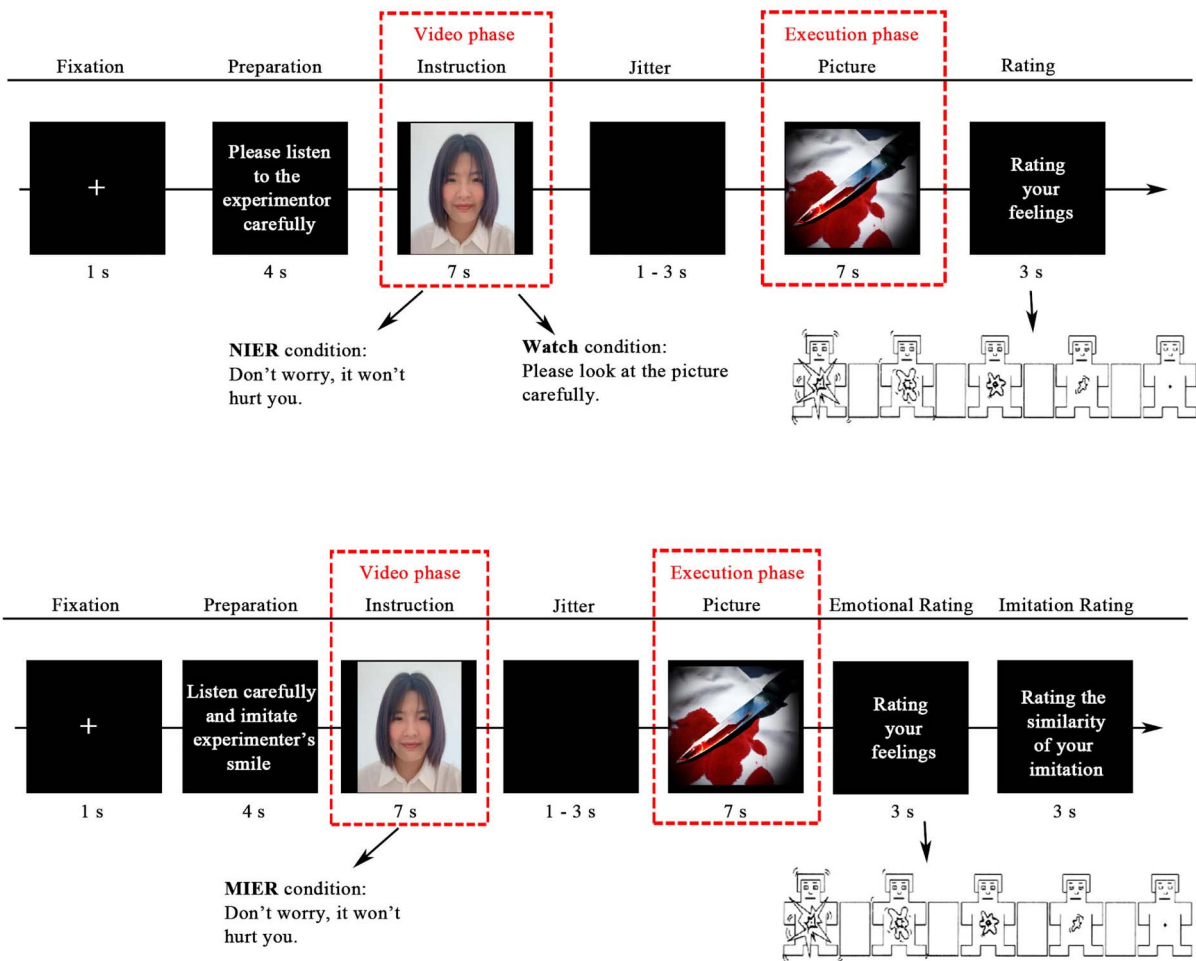 Video phase
Execution phase
Fixation
Preparation
Instruction
Jitter
Picture
Rating
+
Please listen
to the
experimentor
carefully
Rating
your
feelings
1 s
4 s
7 s
1 - 3 s
7 s
3 s
NIER condition:
Don't worry, it won't
hurt you.
Watch condition:
Please look at the picture
carefully.
Video phase
Execution phase
Fixation
Preparation
Instruction
Jitter
Picture
Emotional Rating
Imitation Rating
+
Listen carefully
and imitate
experimenter's
smile
Rating
your
feelings
Rating the
similarity
of your
imitation
1 s
4 s
7 s
1 - 3 s
7 s
3 s
3 s
MIER condition:
Don't worry, it won't
hurt you.